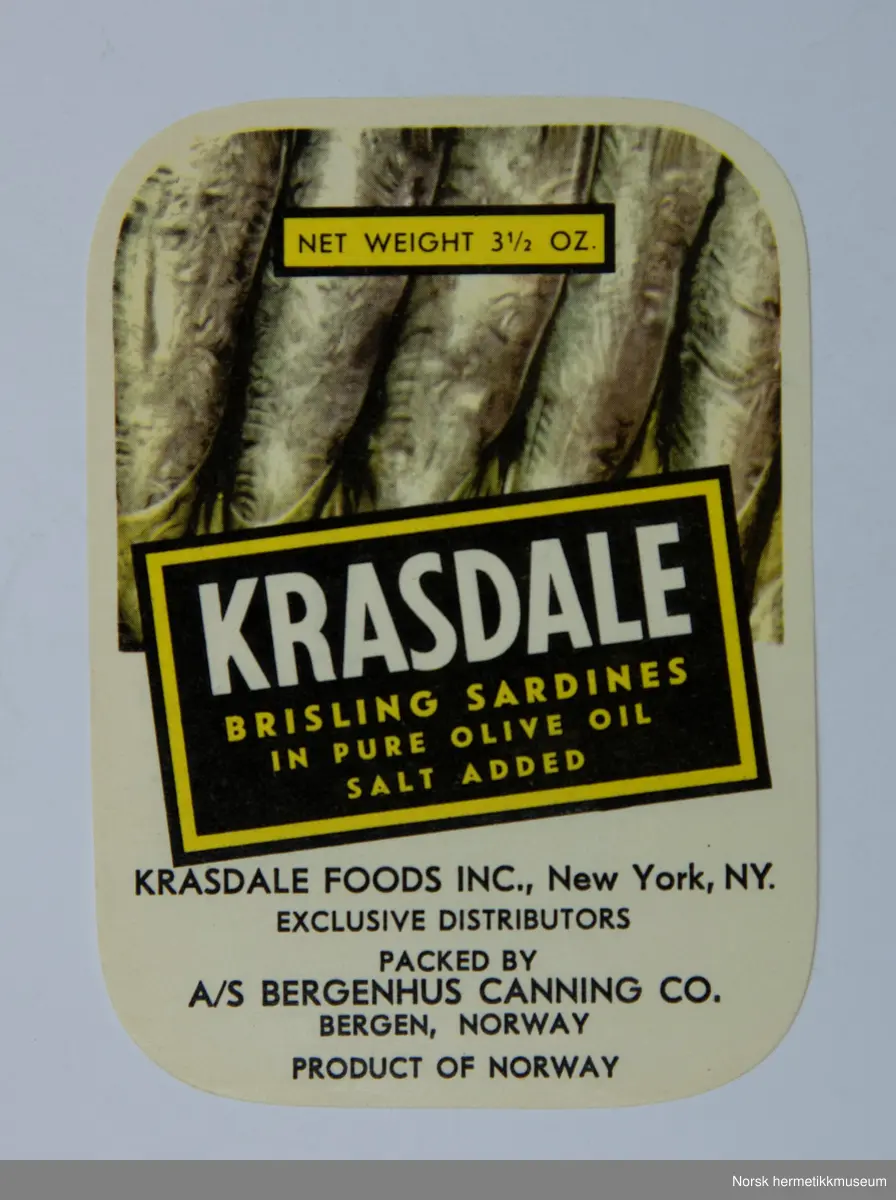 NET WEIGHT 3½ OZ.
KRASDALE
BRISLING SARDINES
IN PURE OLIVE OIL
SALT ADDED
KRASDALE FOODS INC., New York, NY.
EXCLUSIVE DISTRIBUTORS
PACKED BY
A/S BERGENHUS CANNING CO.
BERGEN, NORWAY
PRODUCT OF NORWAY
Norsk hermetikkmuseum